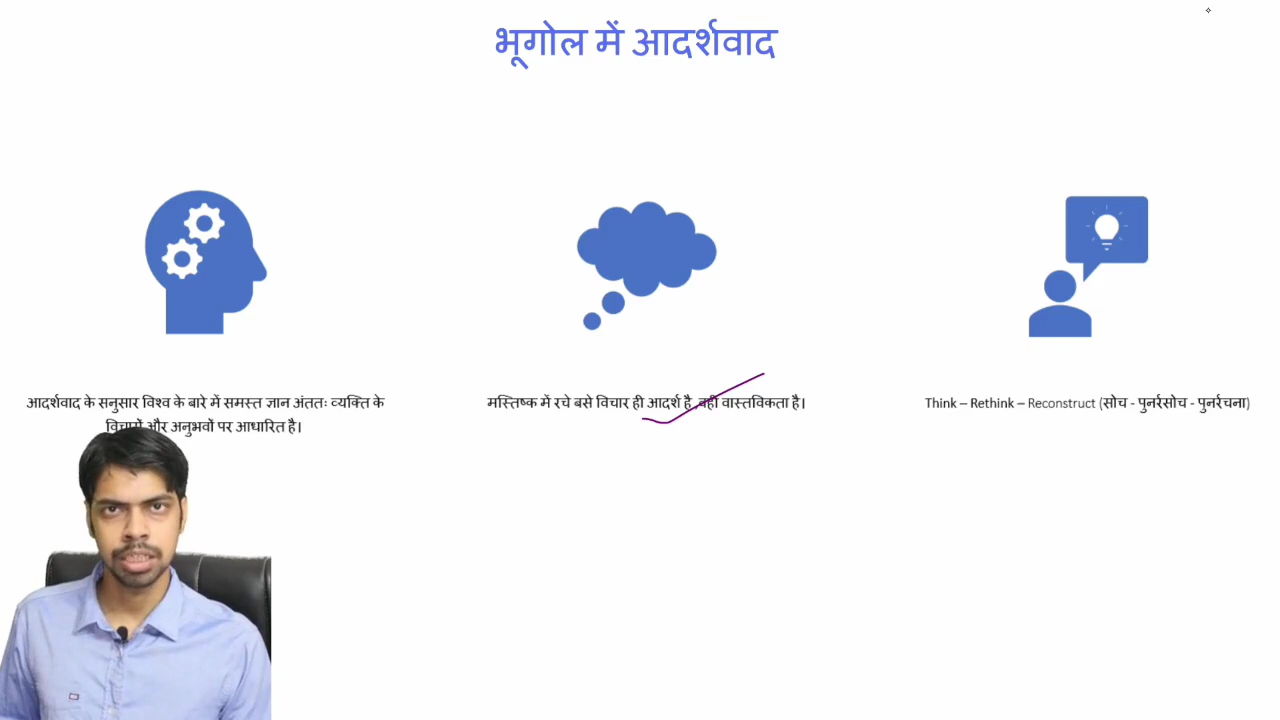 भूगोल में आदर्शवाद
आदर्शवाद के सनुसार विश्व के बारे में समस्त ज्ञान अंततः व्यक्ति के
विचारों और अनुभवों पर आधारित है।
मस्तिष्क में रचे बसे विचार ही आदर्श है ,वही वास्तविकता है।
Think – Rethink – Reconstruct (सोच - पुनर्रसोच - पुनर्रचना)